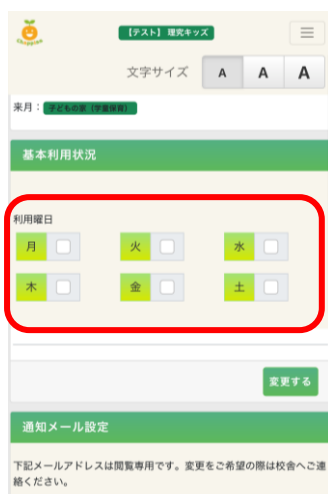 【テスト】 理究キッズ
文字サイズ A A A
来月： 子どもの家（学童保育）
基本利用状況
利用曜日
月 火 水
木 金 土
変更する
通知メール設定
下記メールアドレスは閲覧専用です。変更をご希望の際は校舎へご連
絡ください。